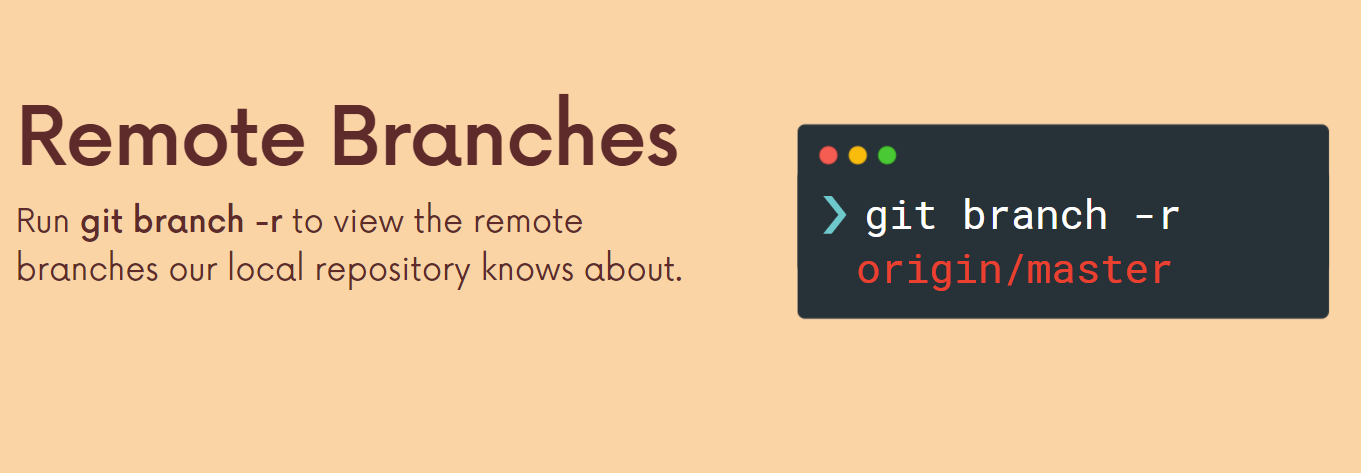 Remote Branches
Run git branch -r to view the remote
branches our local repository knows about.
❯ git branch -r
origin/master